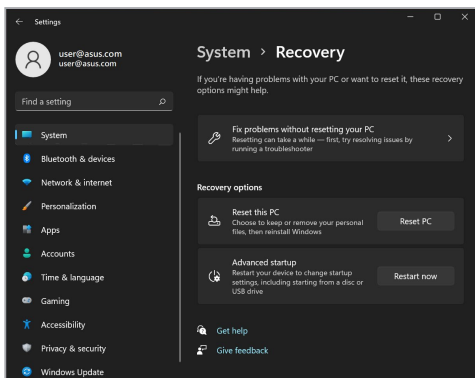 Settings
user@asus.com
user@asus.com
Find a setting
System
Bluetooth & devices
Network & internet
Personalization
Apps
Accounts
Time & language
Gaming
Accessibility
Privacy & security
Windows Update
System > Recovery
If you're having problems with your PC or want to reset it, these recovery
options might help.
Fix problems without resetting your PC
Resetting can take a while — first, try resolving issues by
running a troubleshooter
Recovery options
Reset this PC
Choose to keep or remove your personal
files, then reinstall Windows
Reset PC
Advanced startup
Restart your device to change startup
settings, including starting from a disc or
USB drive
Restart now
Get help
Give feedback